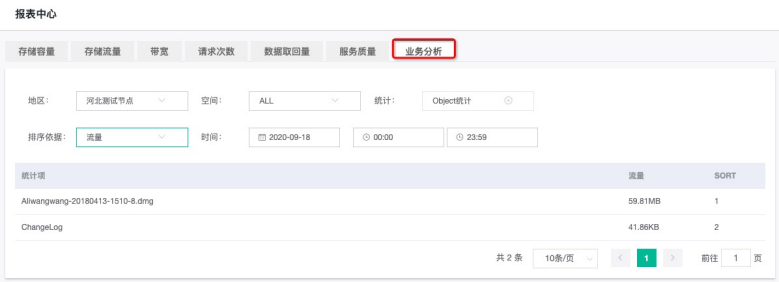 报表中心
存储容量 存储流量 带宽 请求次数 数据取回量 服务质量 业务分析
地区: 河北测试节点 空间: ALL 统计: Object统计
排序依据: 流量 时间: 2020-09-18 00:00 23:59
统计项 流量 SORT
Aliwangwang-20180413-1510-8.dmg 59.81MB 1
ChangeLog 41.86KB 2
共 2 条 10条/页 1 前往 1 页